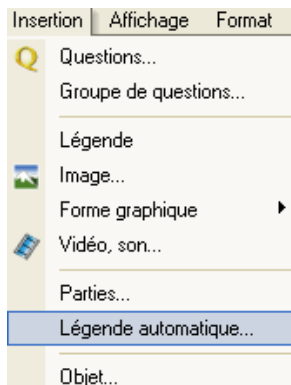 Insertion Affichage Format
Questions...
Groupe de questions...
Légende
Image...
Forme graphique
Vidéo, son...
Parties...
Légende automatique...
Objet...